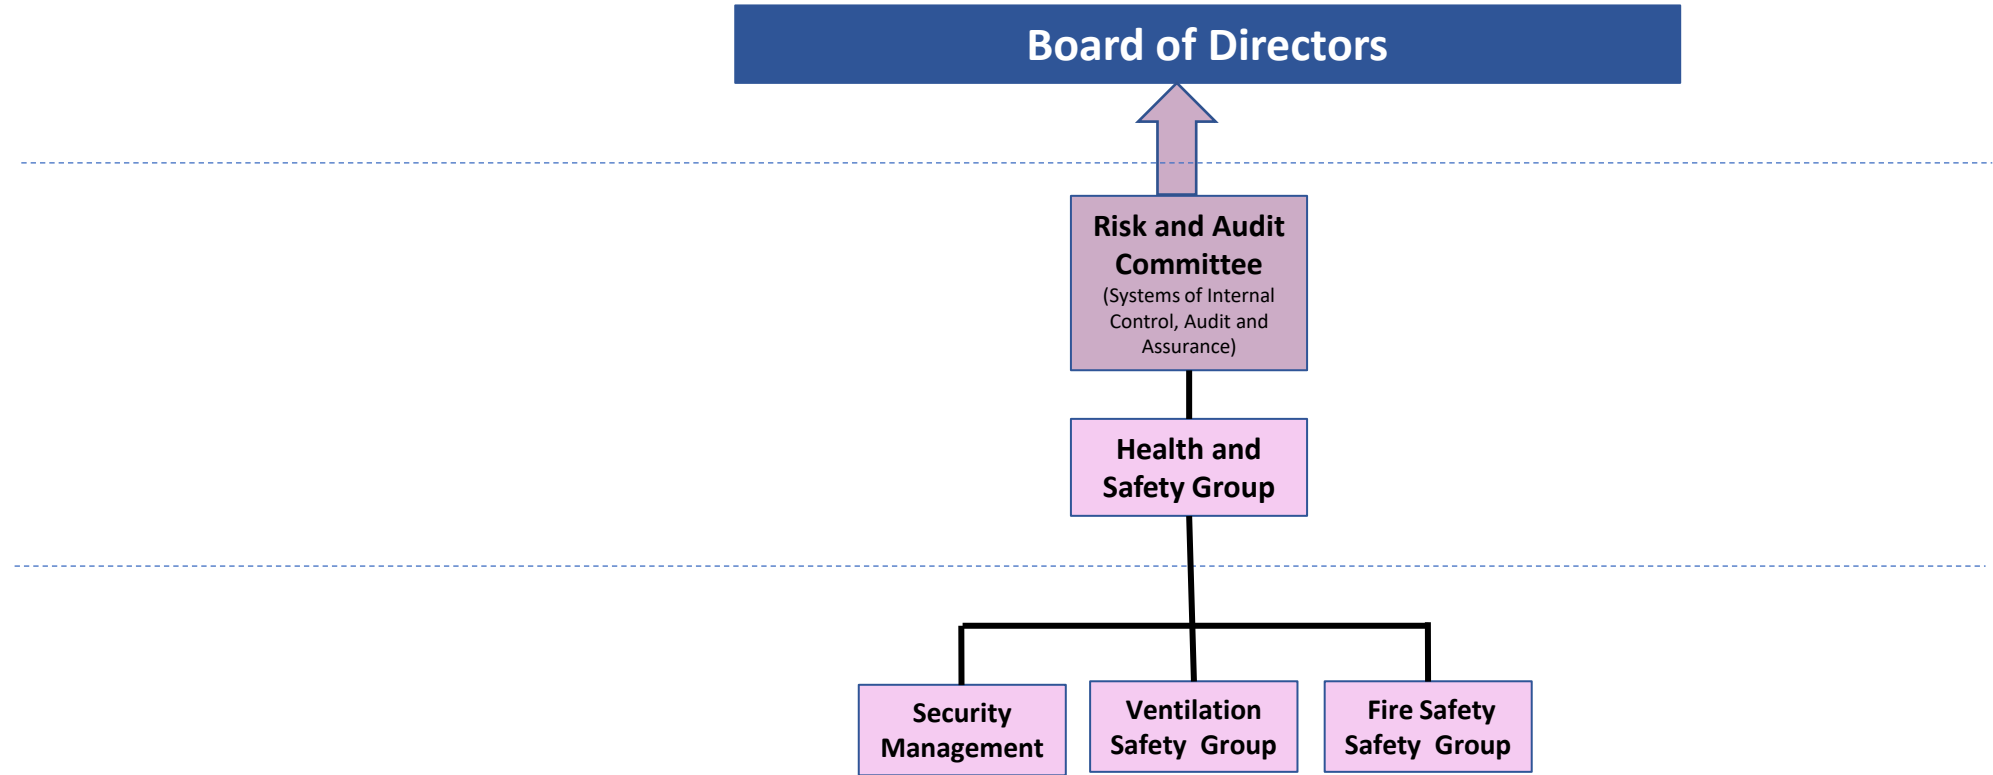 Board of Directors
Risk and Audit
Committee
(Systems of Internal
Control, Audit and
Assurance)
Health and
Safety Group
Security
Management
Ventilation
Safety  Group
Fire Safety
Safety  Group